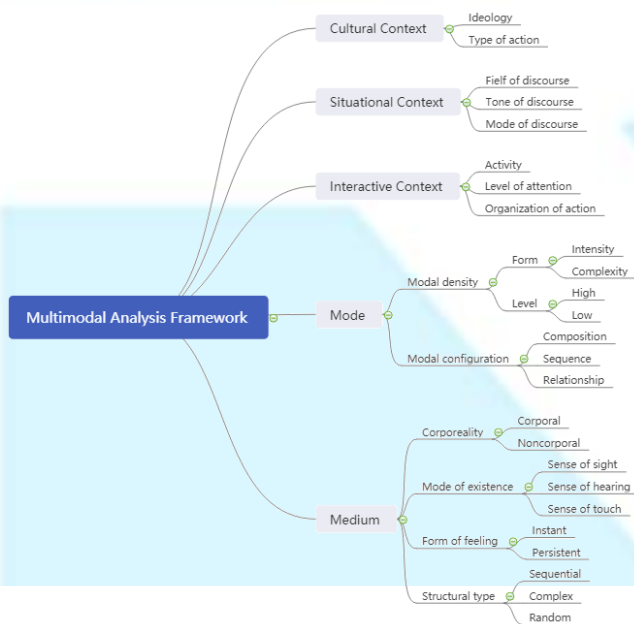 Multimodal Analysis Framework
Cultural Context
Ideology
Type of action
Situational Context
Fielf of discourse
Tone of discourse
Mode of discourse
Interactive Context
Activity
Level of attention
Organization of action
Mode
Modal density
Form
Intensity
Complexity
Level
High
Low
Modal configuration
Composition
Sequence
Relationship
Medium
Corporeality
Corporal
Noncorporal
Mode of existence
Sense of sight
Sense of hearing
Sense of touch
Form of feeling
Instant
Persistent
Structural type
Sequential
Complex
Random